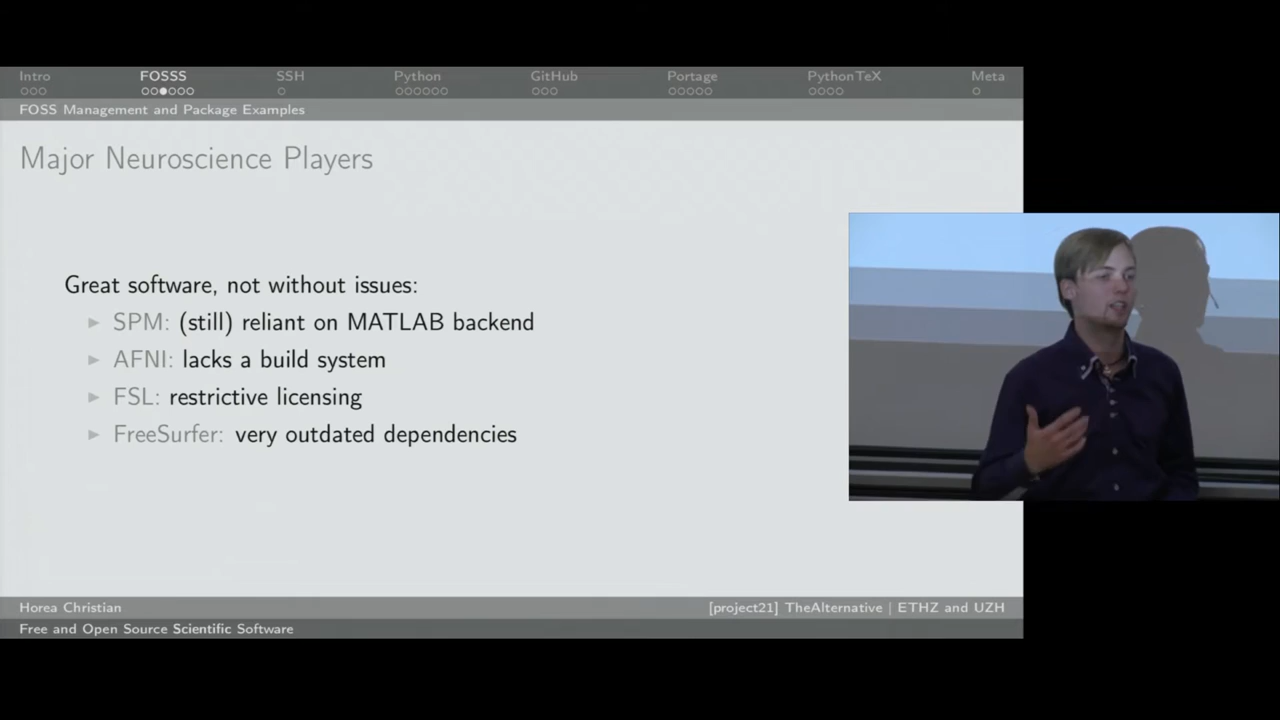 Intro FOSSS SSH Python GitHub Portage PythonTeX Meta
FOSS Management and Package Examples
Major Neuroscience Players
Great software, not without issues:
SPM: (still) reliant on MATLAB backend
AFNI: lacks a build system
FSL: restrictive licensing
FreeSurfer: very outdated dependencies
Horea Christian [project21] TheAlternative | ETHZ and UZH
Free and Open Source Scientific Software